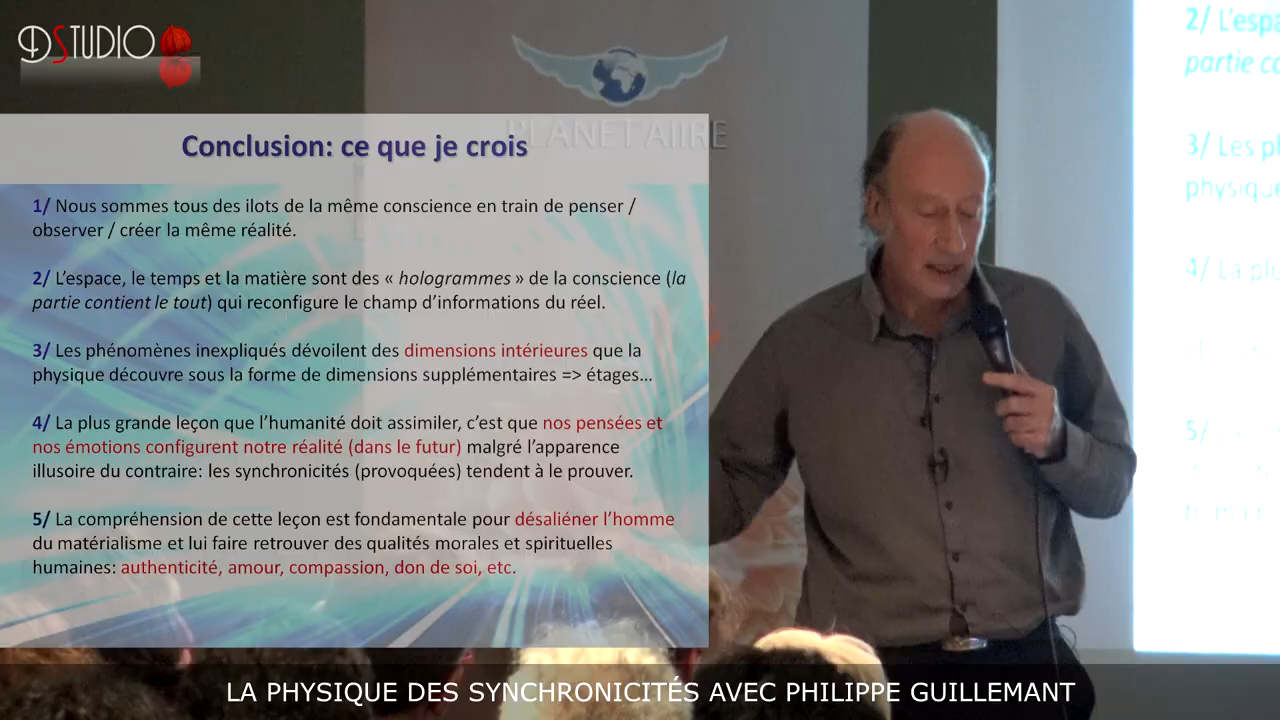 DSTUDIO
PLANETAIRE
Conclusion: ce que je crois
1/ Nous sommes tous des ilots de la même conscience en train de penser /
observer / créer la même réalité.
2/ L'espace, le temps et la matière sont des « hologrammes » de la conscience (la
partie contient le tout) qui reconfigure le champ d'informations du réel.
3/ Les phénomènes inexpliqués dévoilent des dimensions intérieures que la
physique découvre sous la forme de dimensions supplémentaires => étages…
4/ La plus grande leçon que l'humanité doit assimiler, c'est que nos pensées et
nos émotions configurent notre réalité (dans le futur) malgré l'apparence
illusoire du contraire: les synchronicités (provoquées) tendent à le prouver.
5/ La compréhension de cette leçon est fondamentale pour désaliéner l'homme
du matérialisme et lui faire retrouver des qualités morales et spirituelles
humaines: authenticité, amour, compassion, don de soi, etc.
2/ L'espa
partie co
3/ Les ph
physique
4/ La plu
5/
LA PHYSIQUE DES SYNCHRONICITÉS AVEC PHILIPPE GUILLEMANT